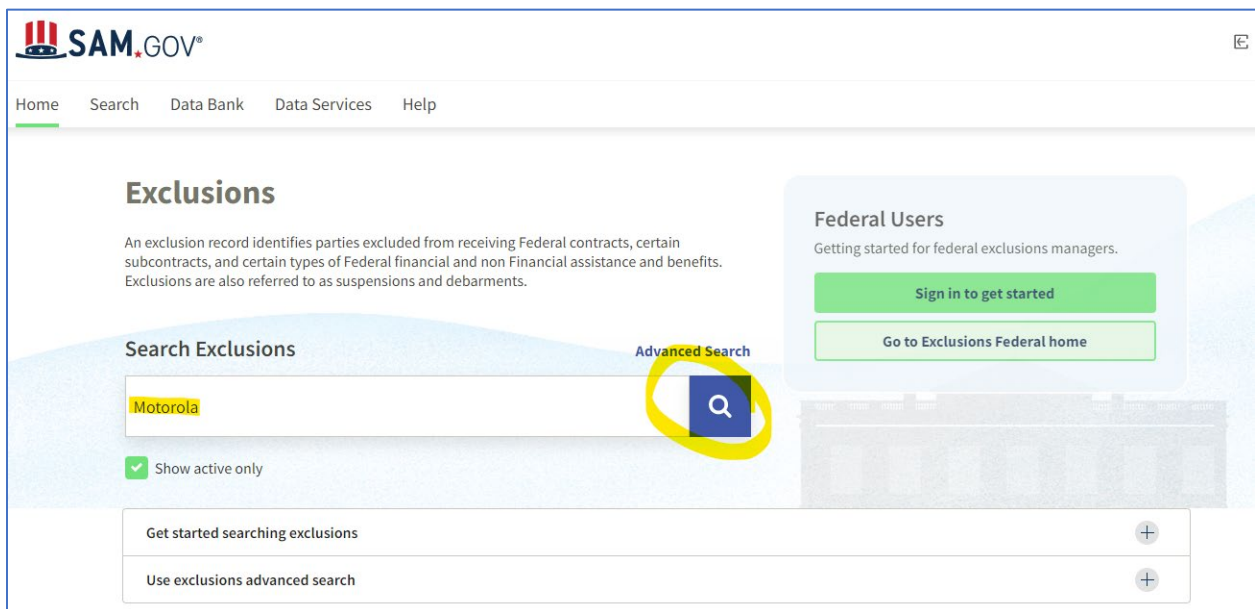 SAM.GOV®
Home Search Data Bank Data Services Help
Exclusions
An exclusion record identifies parties excluded from receiving Federal contracts, certain
subcontracts, and certain types of Federal financial and non Financial assistance and benefits.
Exclusions are also referred to as suspensions and debarments.
Search Exclusions
Advanced Search
Motorola
Show active only
Federal Users
Getting started for federal exclusions managers.
Sign in to get started
Go to Exclusions Federal home
Get started searching exclusions
Use exclusions advanced search